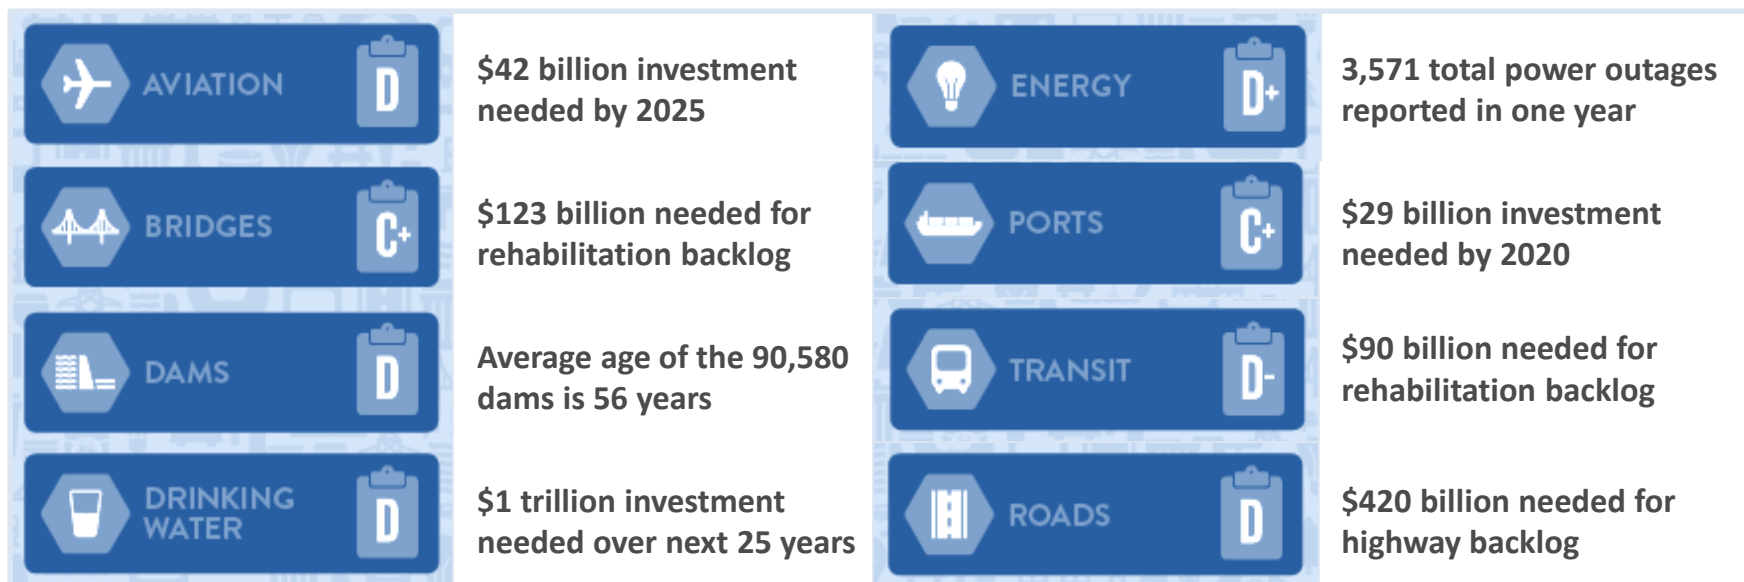 AVIATION
D
$42 billion investment
needed by 2025
BRIDGES
C+
$123 billion needed for
rehabilitation backlog
DAMS
D
Average age of the 90,580
dams is 56 years
DRINKING
WATER
D
$1 trillion investment
needed over next 25 years
ENERGY
D+
3,571 total power outages
reported in one year
PORTS
C+
$29 billion investment
needed by 2020
TRANSIT
D-
$90 billion needed for
rehabilitation backlog
ROADS
D
$420 billion needed for
highway backlog